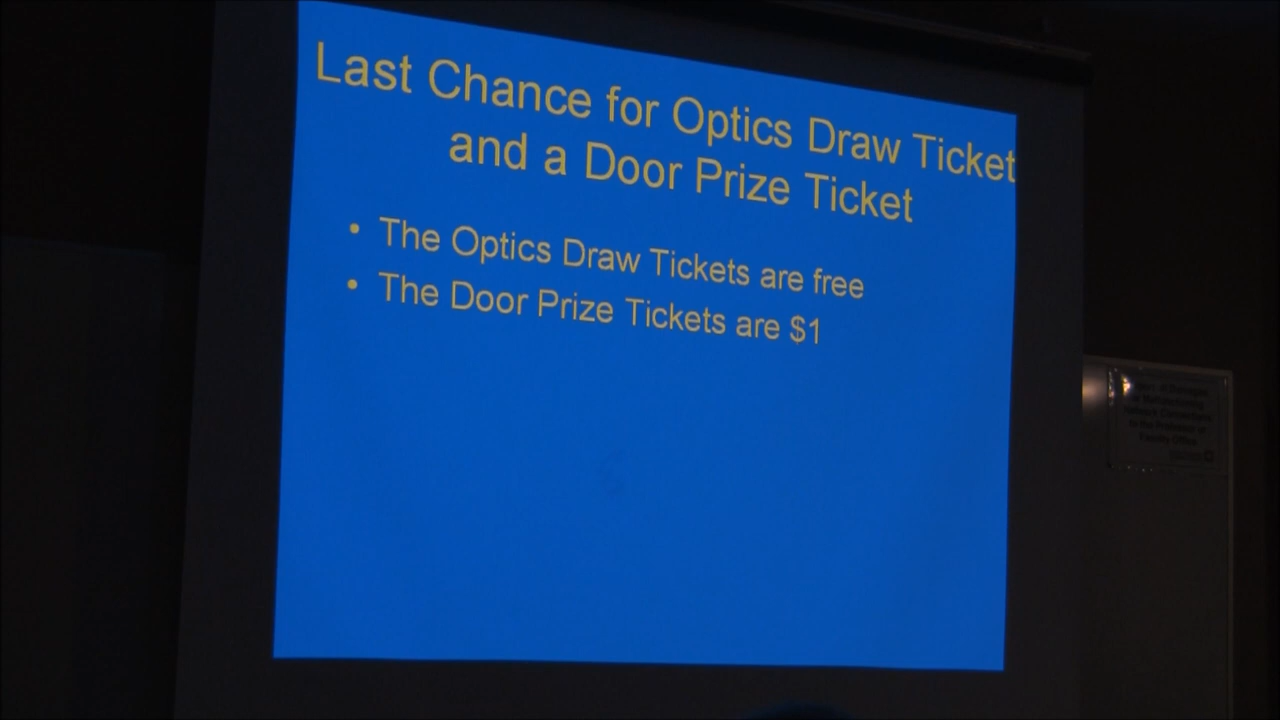 Last Chance for Optics Draw Ticket
and a Door Prize Ticket
• The Optics Draw Tickets are free
• The Door Prize Tickets are $1